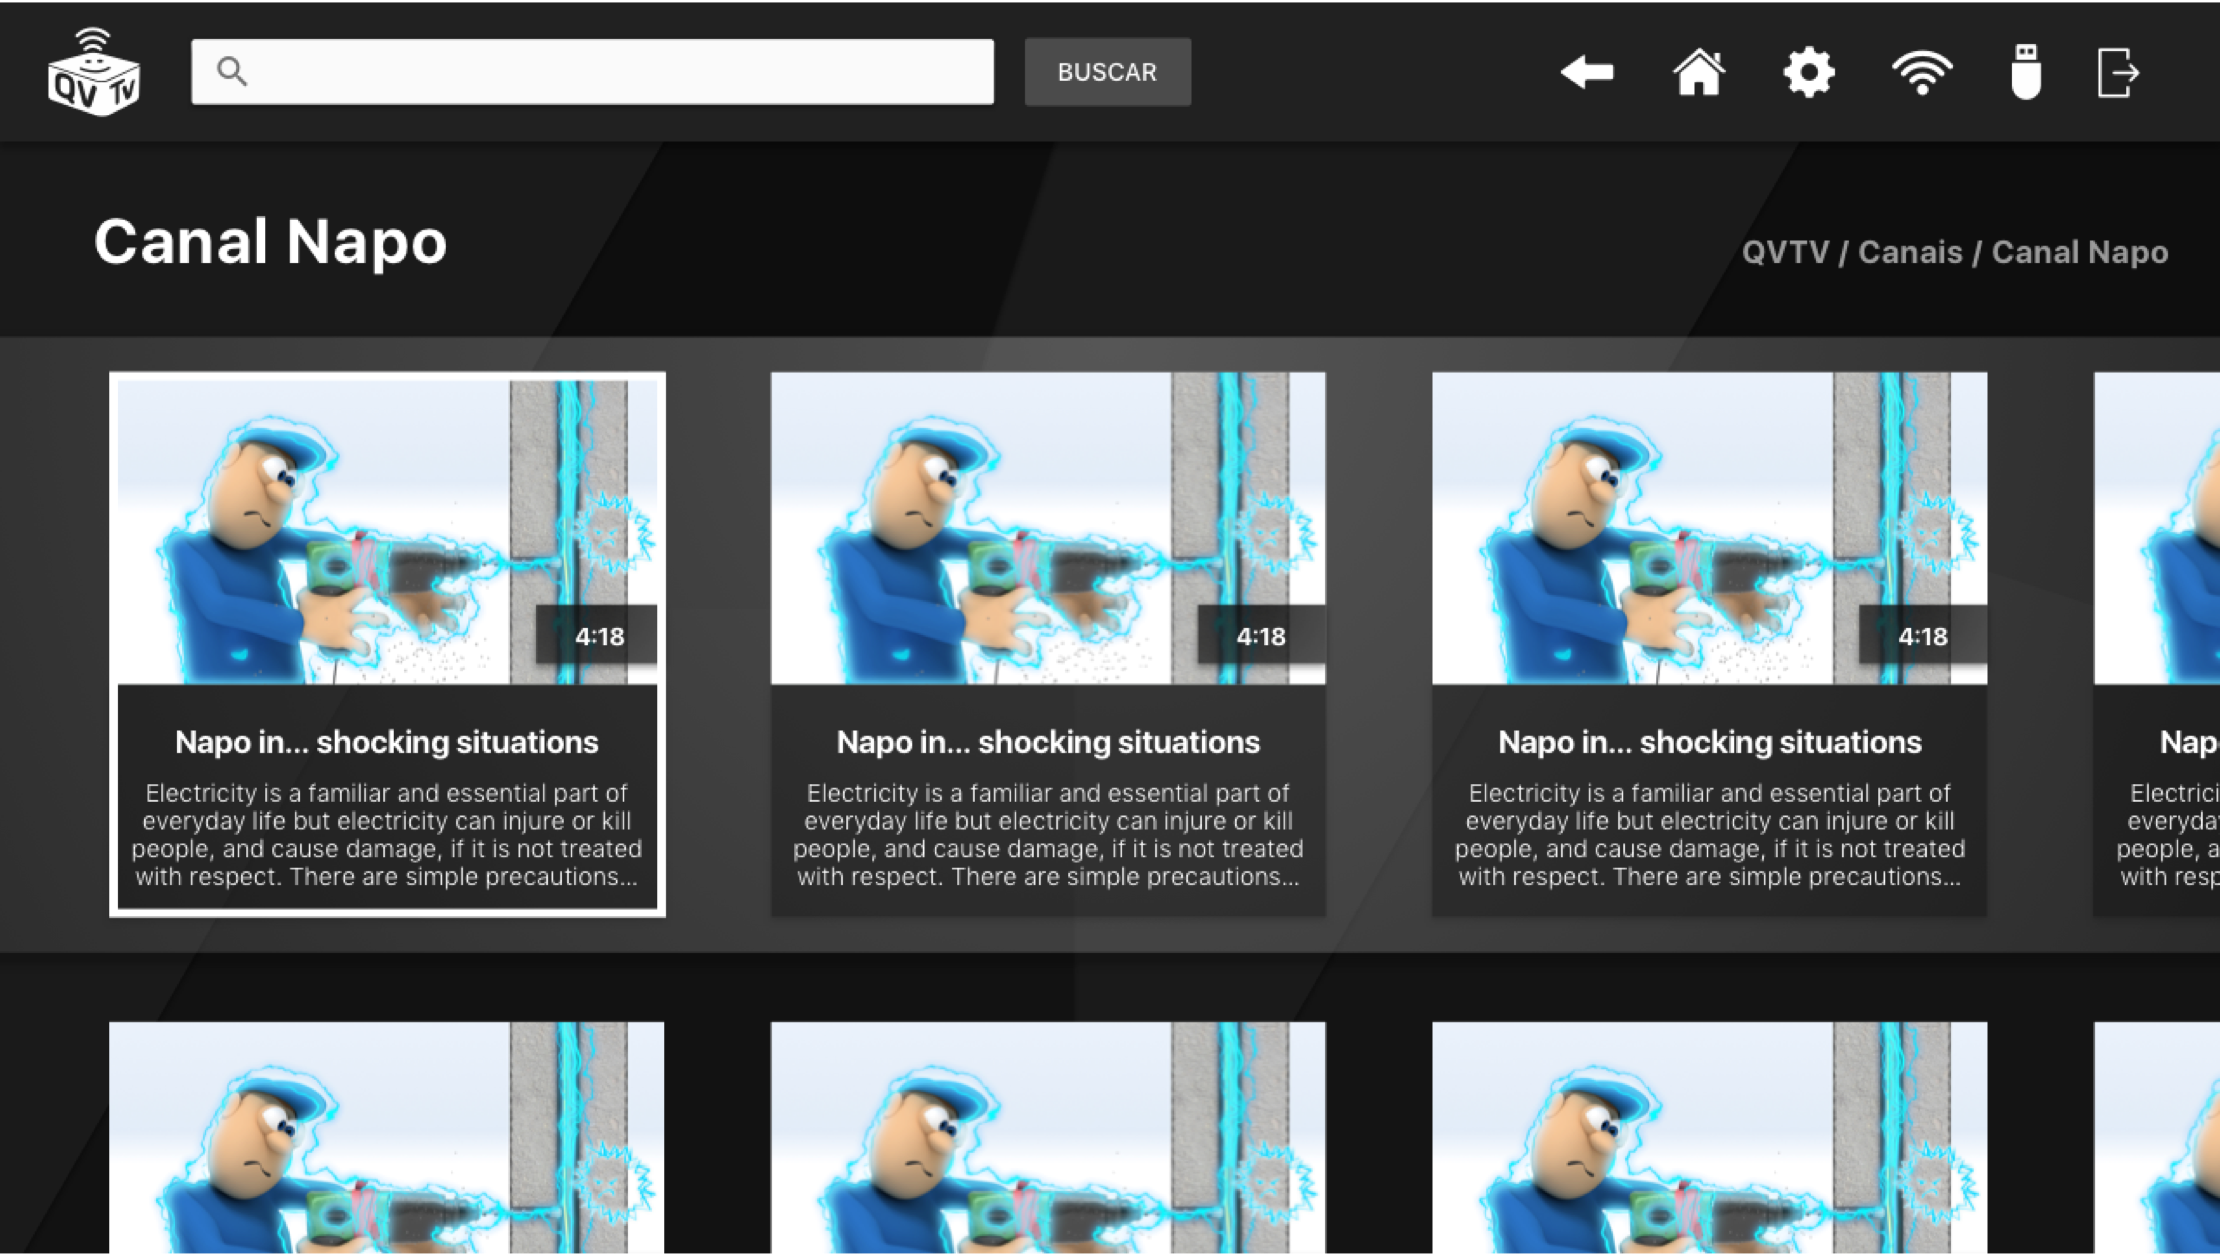 QV TV
BUSCAR
Canal Napo
QVTV / Canais / Canal Napo
4:18
Napo in... shocking situations
Electricity is a familiar and essential part of
everyday life but electricity can injure or kill
people, and cause damage, if it is not treated
with respect. There are simple precautions...
4:18
Napo in... shocking situations
Electricity is a familiar and essential part of
everyday life but electricity can injure or kill
people, and cause damage, if it is not treated
with respect. There are simple precautions...
4:18
Napo in... shocking situations
Electricity is a familiar and essential part of
everyday life but electricity can injure or kill
people, and cause damage, if it is not treated
with respect. There are simple precautions...
Nap
Electrici
everyda
people, a
with resp